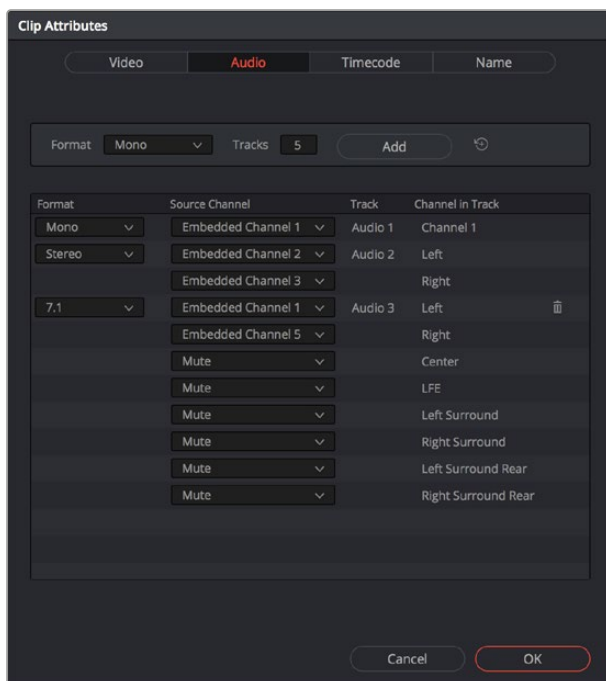 Clip Attributes
Video Audio Timecode Name
Format Mono Tracks 5 Add
Format Source Channel Track Channel in Track
Mono Embedded Channel 1 Audio 1 Channel 1
Stereo Embedded Channel 2 Audio 2 Left
Embedded Channel 3 Right
7.1 Embedded Channel 1 Audio 3 Left
Embedded Channel 5 Right
Mute Center
Mute LFE
Mute Left Surround
Mute Right Surround
Mute Left Surround Rear
Mute Right Surround Rear
Cancel OK